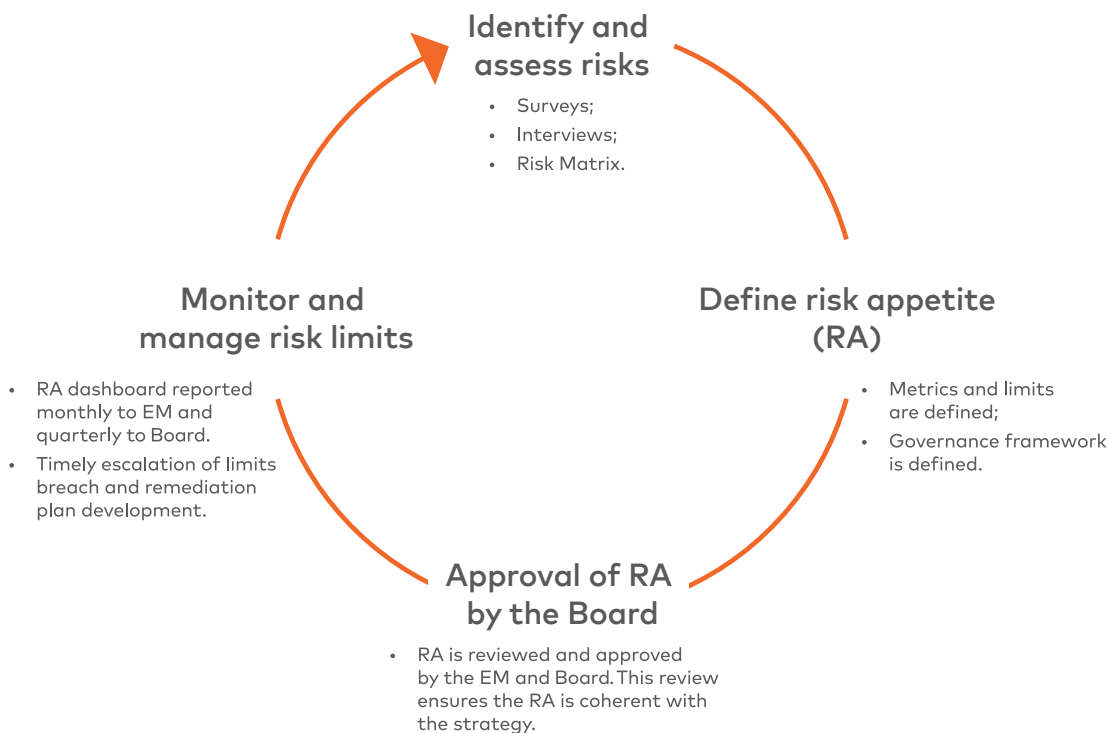 Identify and
assess risks
• Surveys;
• Interviews;
• Risk Matrix.
Define risk appetite
(RA)
• Metrics and limits
are defined;
• Governance framework
is defined.
Approval of RA
by the Board
• RA is reviewed and approved
by the EM and Board. This review
ensures the RA is coherent with
the strategy.
Monitor and
manage risk limits
• RA dashboard reported
monthly to EM and
quarterly to Board.
• Timely escalation of limits
breach and remediation
plan development.